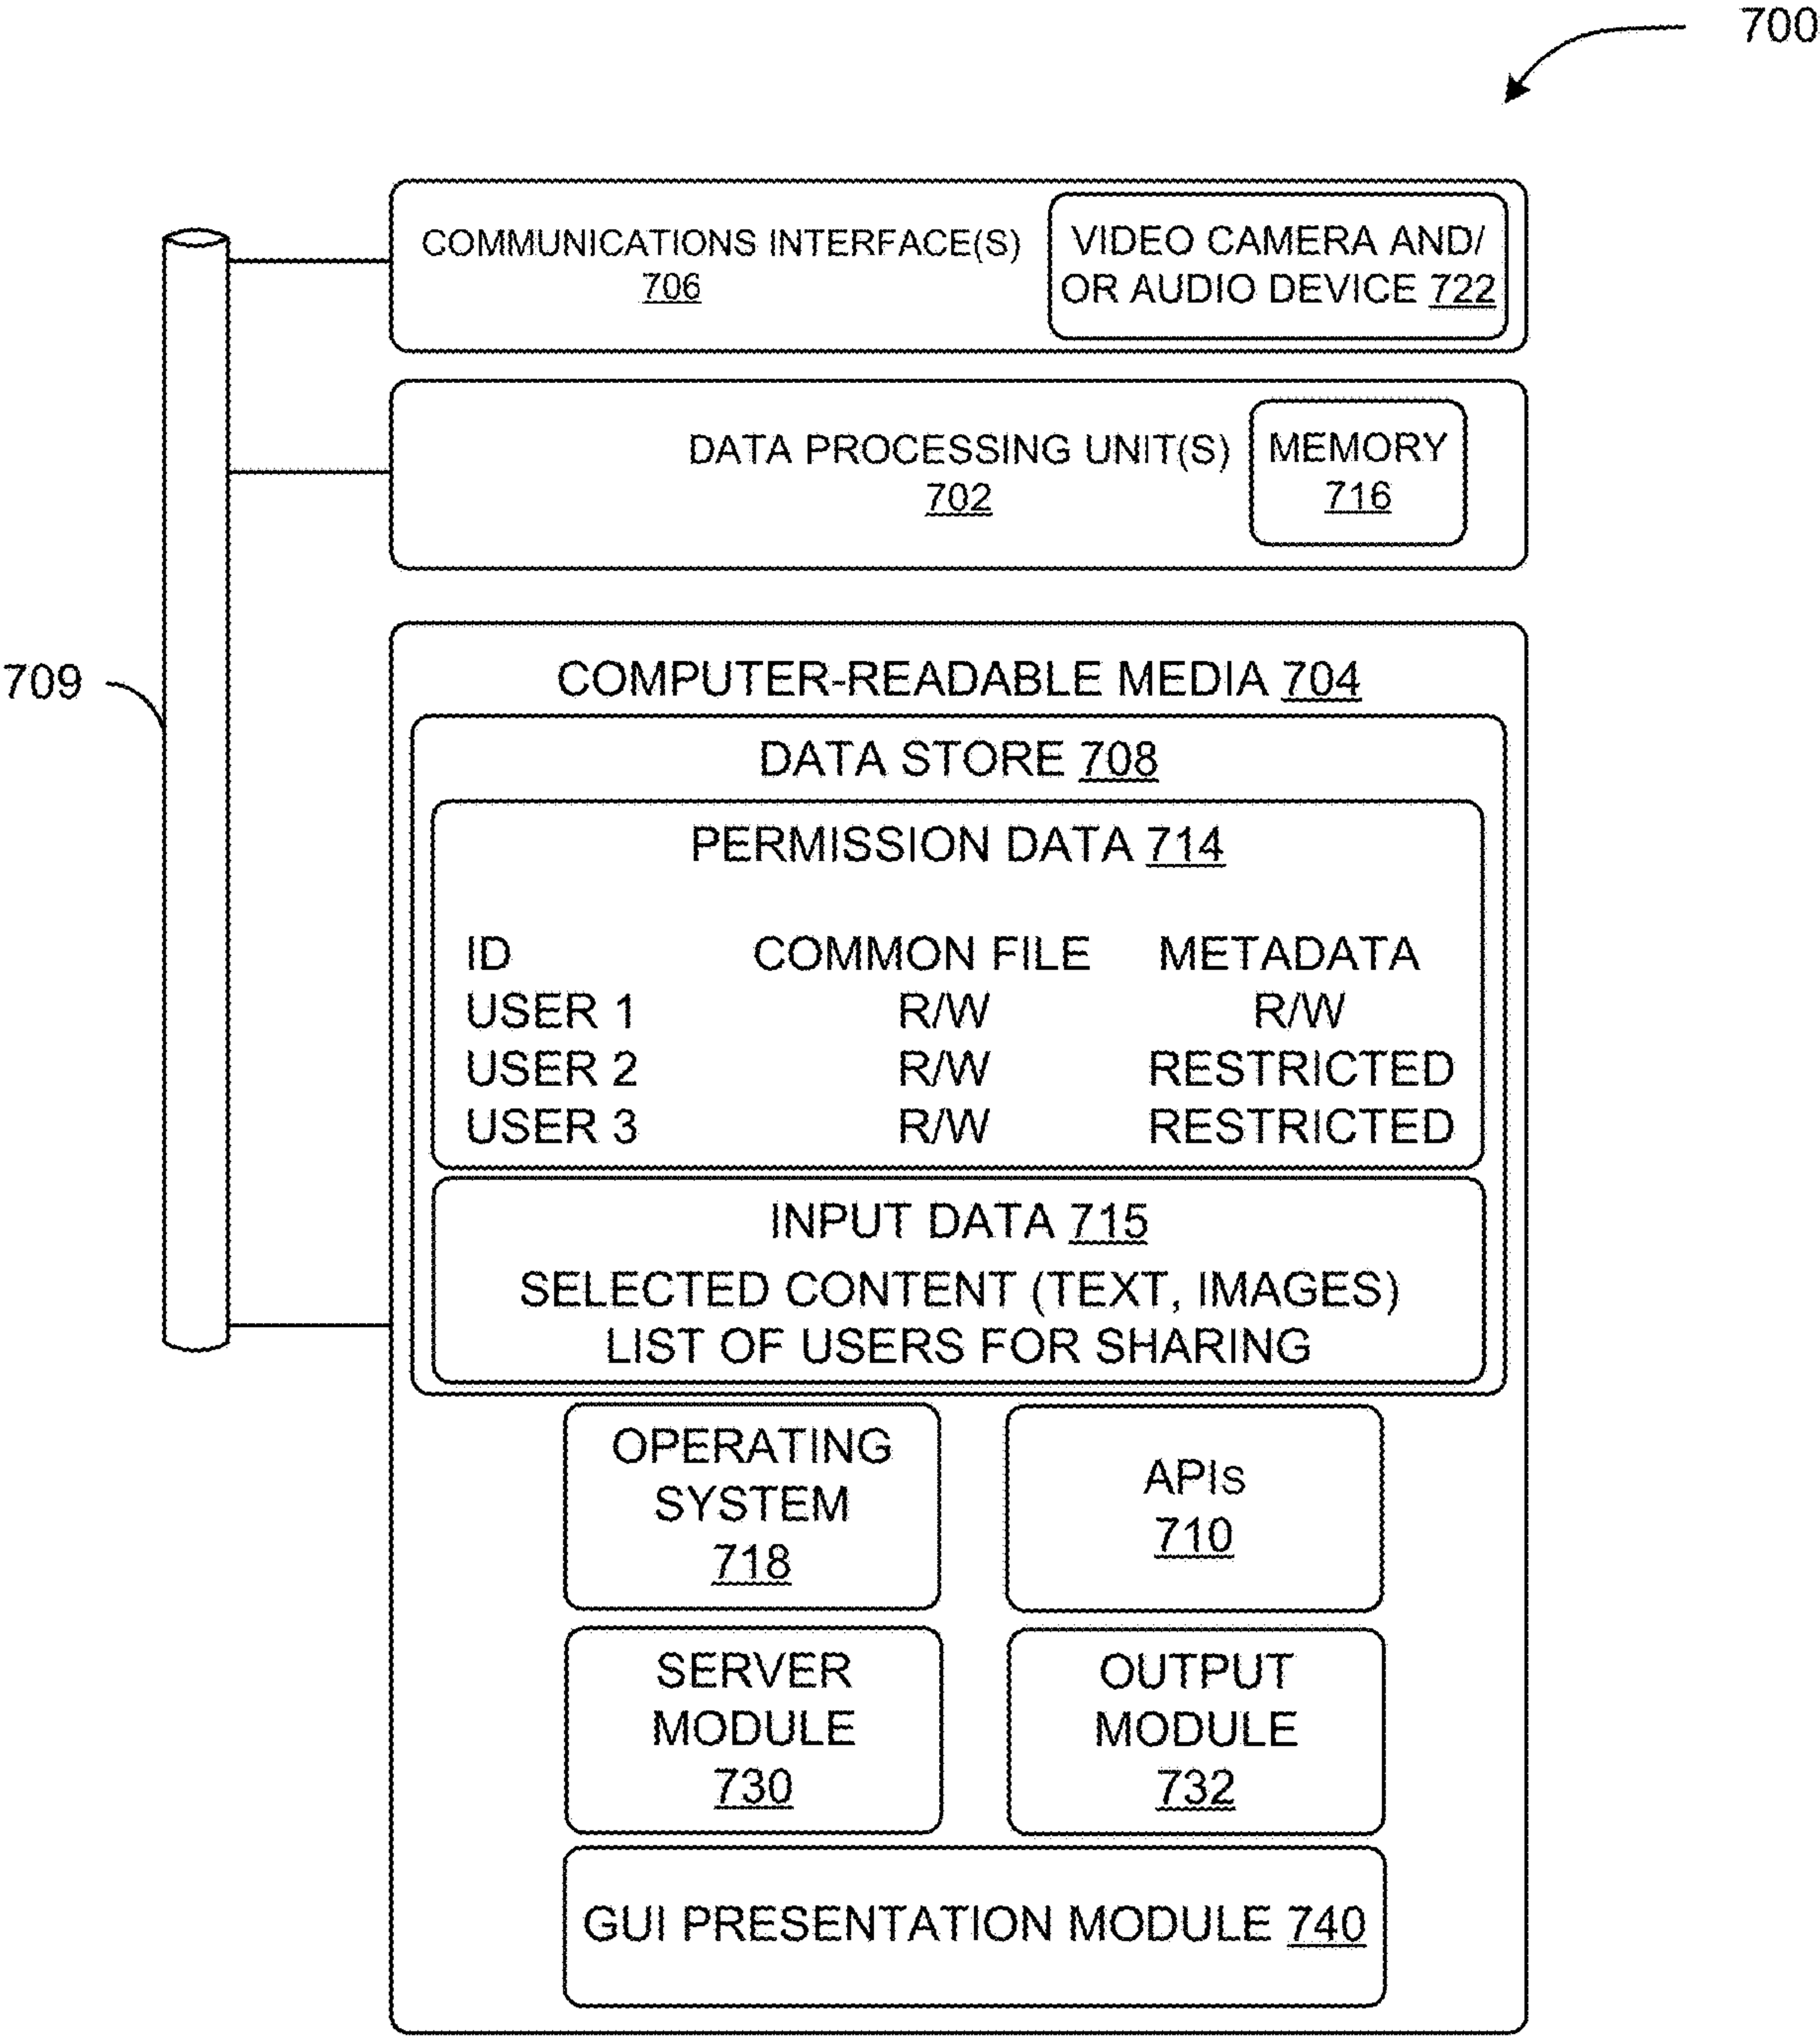 700
COMMUNICATIONS INTERFACE(S)
706
VIDEO CAMERA AND/
OR AUDIO DEVICE 722
DATA PROCESSING UNIT(S)
702
MEMORY
716
709
COMPUTER-READABLE MEDIA 704
DATA STORE 708
PERMISSION DATA 714
ID COMMON FILE METADATA
USER 1 R/W R/W
USER 2 R/W RESTRICTED
USER 3 R/W RESTRICTED
INPUT DATA 715
SELECTED CONTENT (TEXT, IMAGES)
LIST OF USERS FOR SHARING
OPERATING
SYSTEM
718
APIs
710
SERVER
MODULE
730
OUTPUT
MODULE
732
GUI PRESENTATION MODULE 740